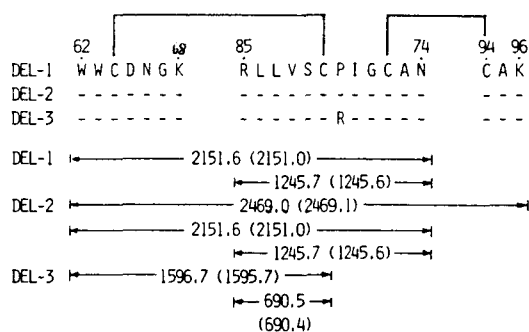 62 68 85 74 94 96
DEL-1 W W C D N G K R L L V S C P I G C A N C A K
DEL-2 - - - - - - - - - - - - - - - - - - - - - -
DEL-3 - - - - - - - - - - - - - R - - - - - - - -
DEL-1 2151.6 (2151.0)
1245.7 (1245.6)
DEL-2 2469.0 (2469.1)
2151.6 (2151.0)
1245.7 (1245.6)
DEL-3 1596.7 (1595.7)
690.5
(690.4)